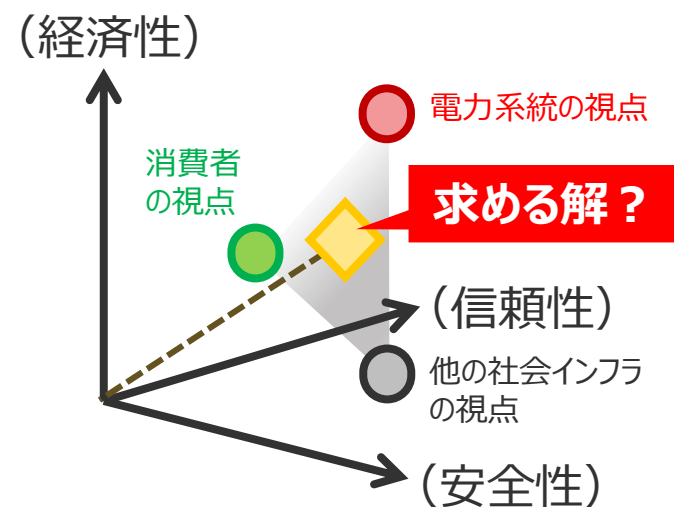 （経済性）
電力系統の視点
消費者
の視点
求める解？
（信頼性）
他の社会インフラ
の視点
（安全性）